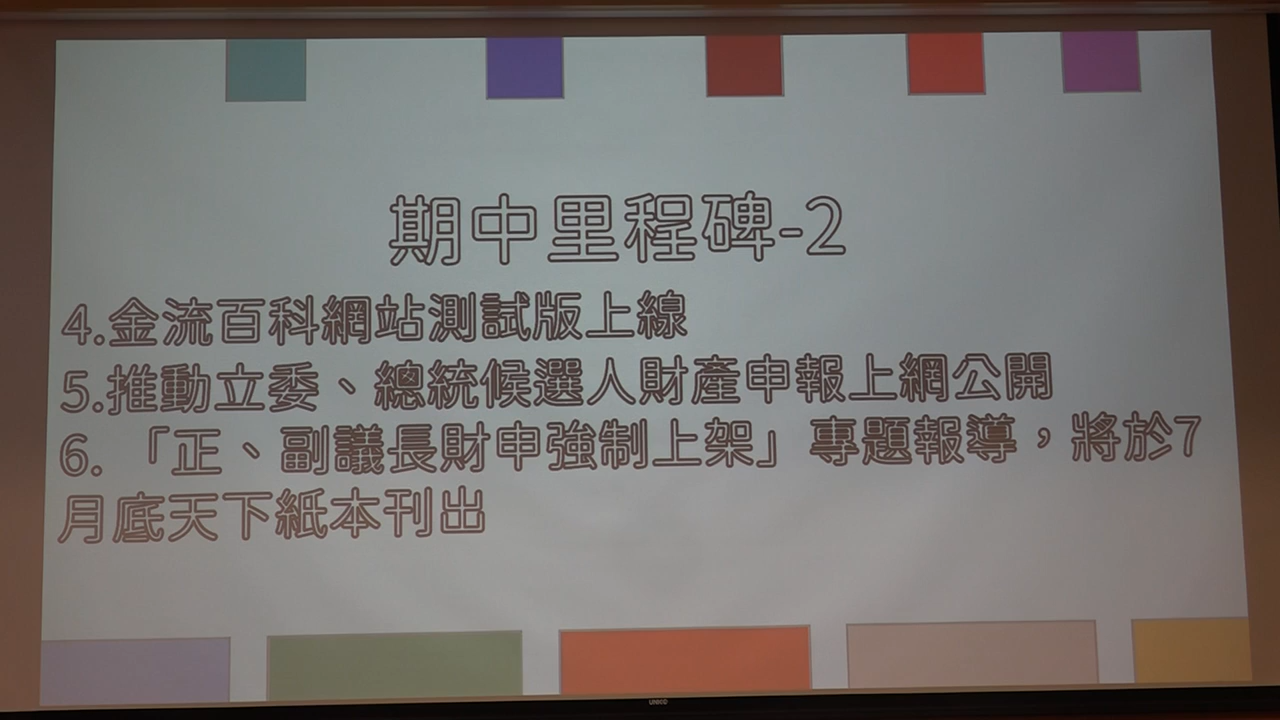 期中里程碑-2
4.金流百科網站測試版上線
5.推動立委、總統候選人財產申報上網公開
6. 「正、副議長財申強制上架」專題報導，將於7
月底天下紙本刊出